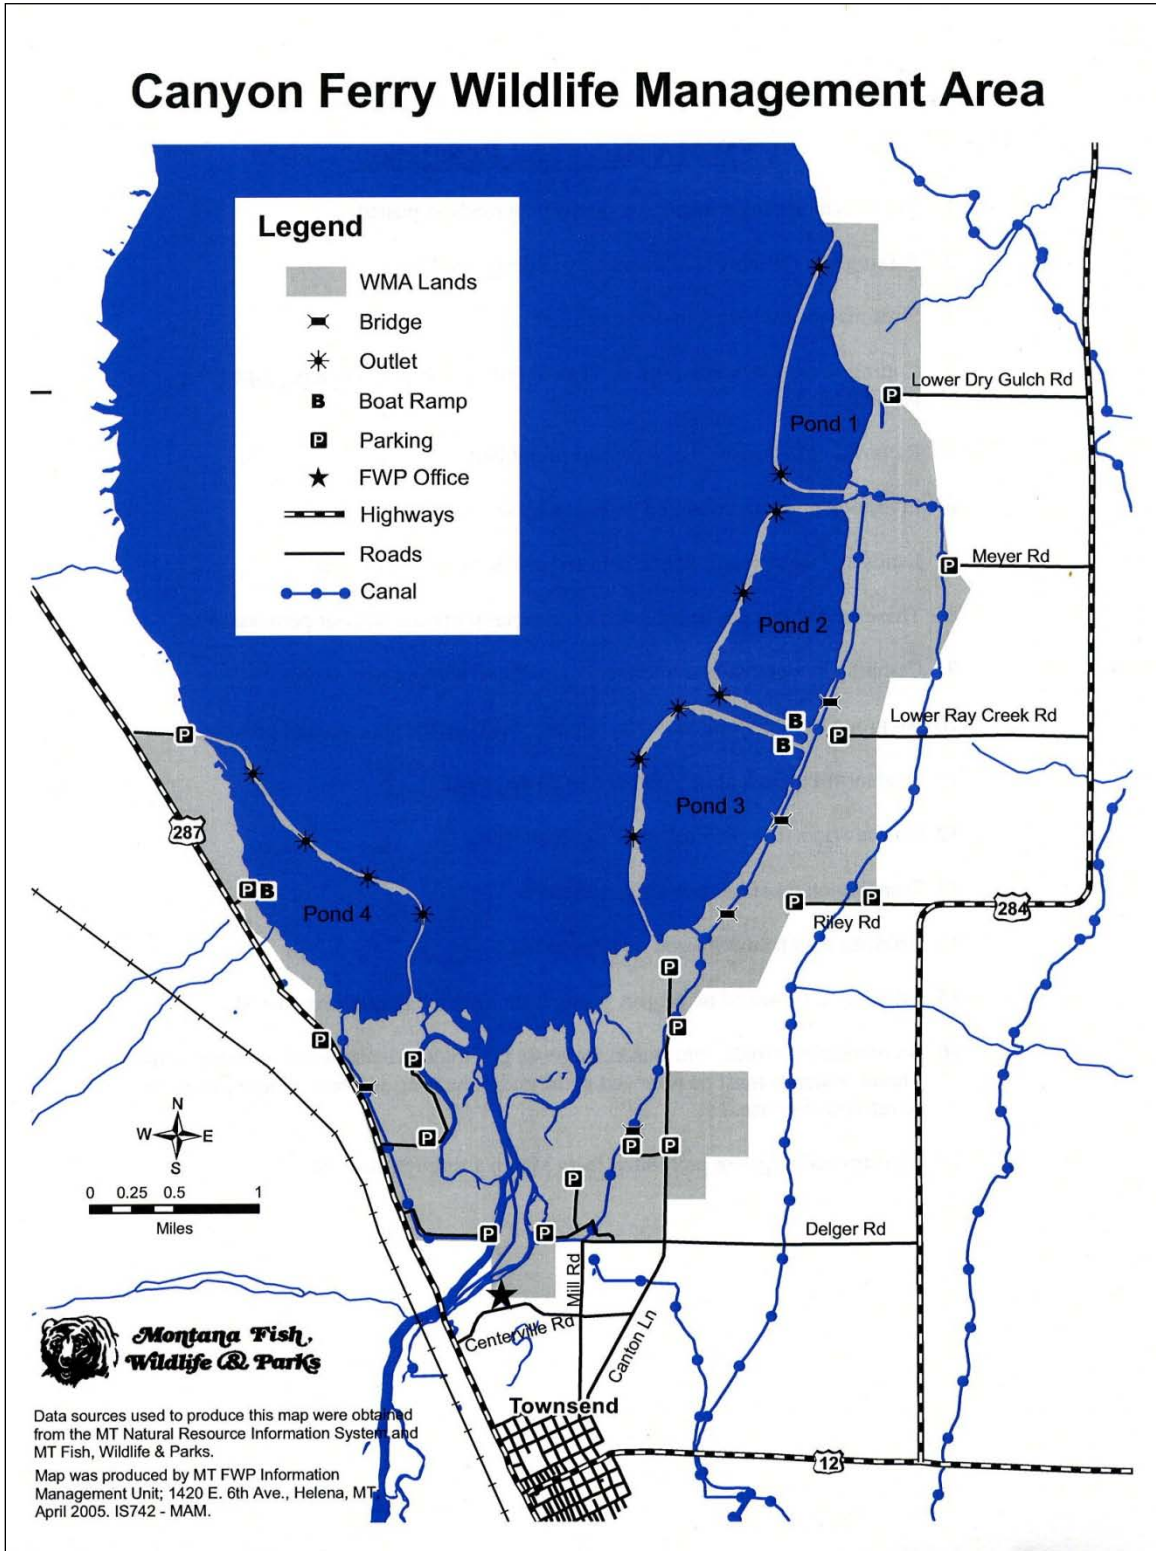 Canyon Ferry Wildlife Management Area
Legend
WMA Lands
Bridge
Outlet
B Boat Ramp
P Parking
FWP Office
Highways
Roads
Canal
Lower Dry Gulch Rd
P
Pond 1
Meyer Rd
P
Pond 2
B
Lower Ray Creek Rd
P
B
P
Pond 3
287
P B
Pond 4
P
P
Riley Rd
284
P
P
P
P
P
P
P
P
N
W E
S
0 0.25 0.5 1
Miles
P
P
Delger Rd
Mill Rd
Centerville Rd
Canton Ln
Montana Fish,
Wildlife & Parks
Townsend
12
Data sources used to produce this map were obtained
from the MT Natural Resource Information System and
MT Fish, Wildlife & Parks.
Map was produced by MT FWP Information
Management Unit; 1420 E. 6th Ave., Helena, MT
April 2005. IS742 - MAM.